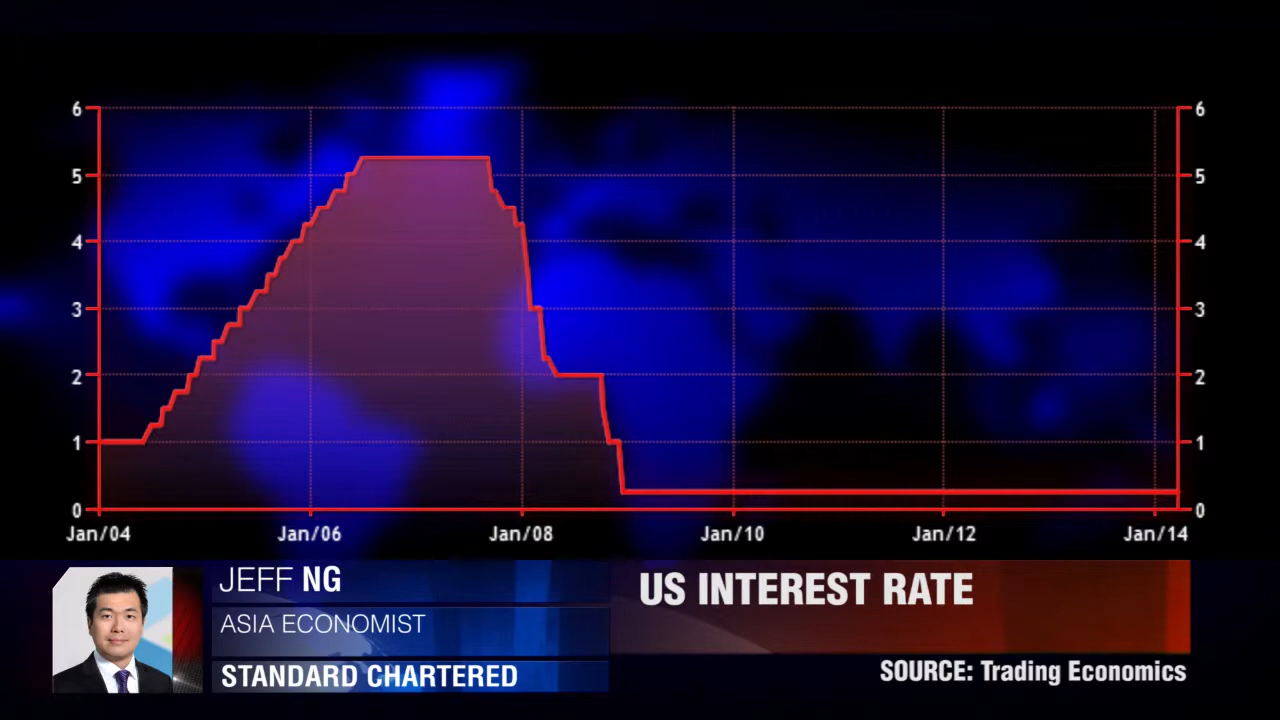 6 6
5 5
4 4
3 3
2 2
1 1
0 0
Jan/04 Jan/06 Jan/08 Jan/10 Jan/12 Jan/14
JEFF NG
ASIA ECONOMIST
STANDARD CHARTERED
US INTEREST RATE
SOURCE: Trading Economics